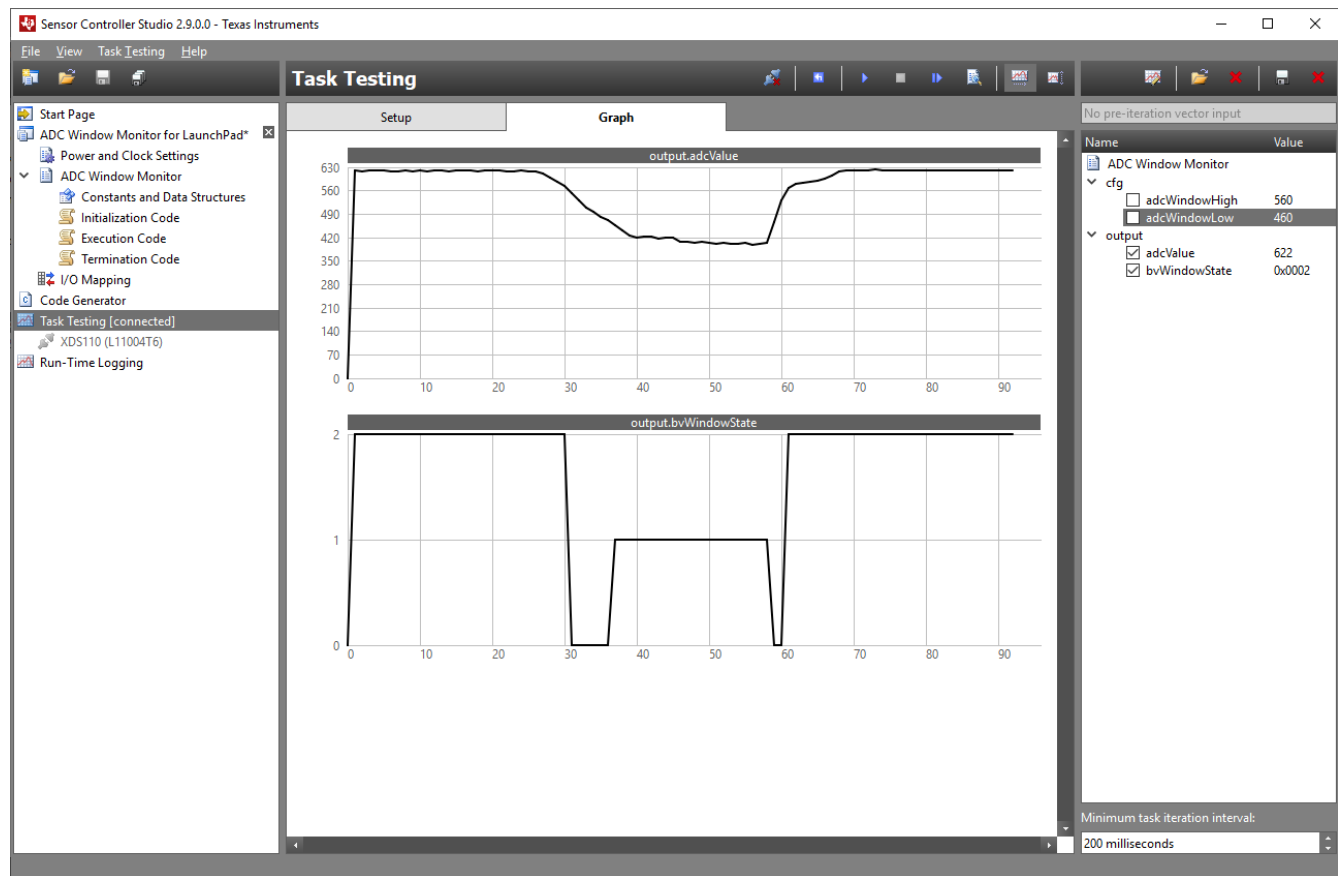 Sensor Controller Studio 2.9.0.0 - Texas Instruments
File View Task Testing Help
Task Testing
Start Page
ADC Window Monitor for LaunchPad*
Power and Clock Settings
ADC Window Monitor
Constants and Data Structures
Initialization Code
Execution Code
Termination Code
I/O Mapping
Code Generator
Task Testing [connected]
XDS110 (L11004T6)
Run-Time Logging
Setup
Graph
output.adcValue
630
560
490
420
350
280
210
140
70
0
0 10 20 30 40 50 60 70 80 90
output.bvWindowState
2
1
0
0 10 20 30 40 50 60 70 80 90
No pre-iteration vector input
Name Value
ADC Window Monitor
cfg
adcWindowHigh 560
adcWindowLow 460
output
adcValue 622
bvWindowState 0x0002
Minimum task iteration interval:
200 milliseconds